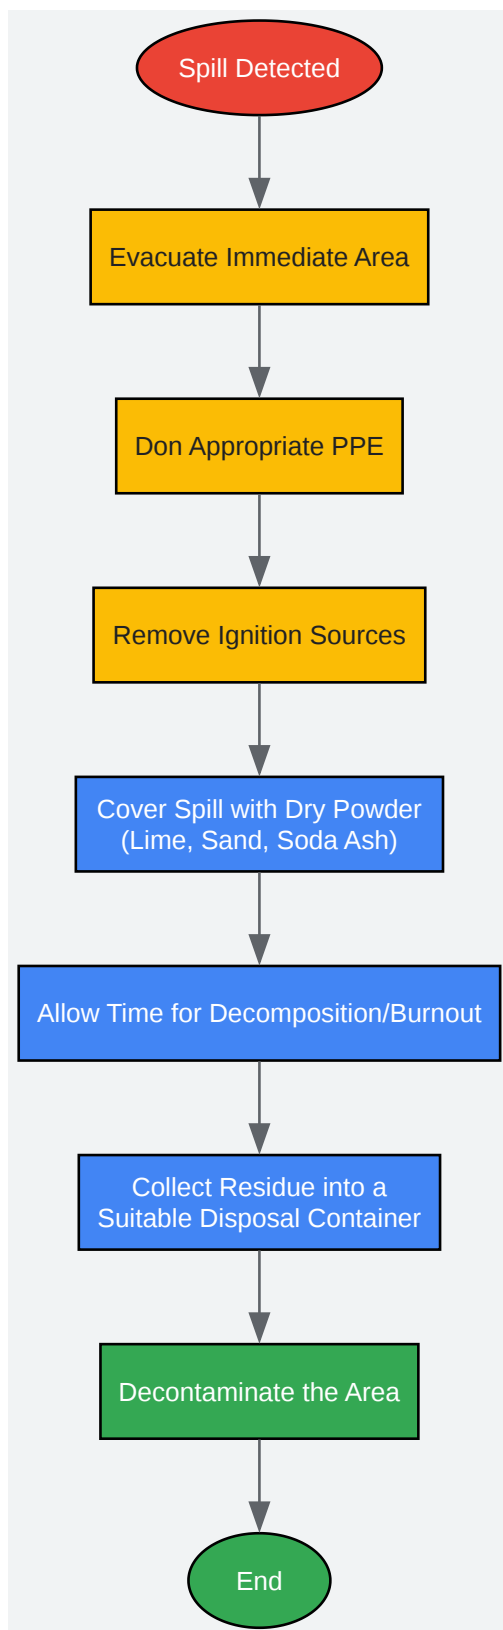 Spill Detected
Evacuate Immediate Area
Don Appropriate PPE
Remove Ignition Sources
Cover Spill with Dry Powder
(Lime, Sand, Soda Ash)
Allow Time for Decomposition/Burnout
Collect Residue into a
Suitable Disposal Container
Decontaminate the Area
End